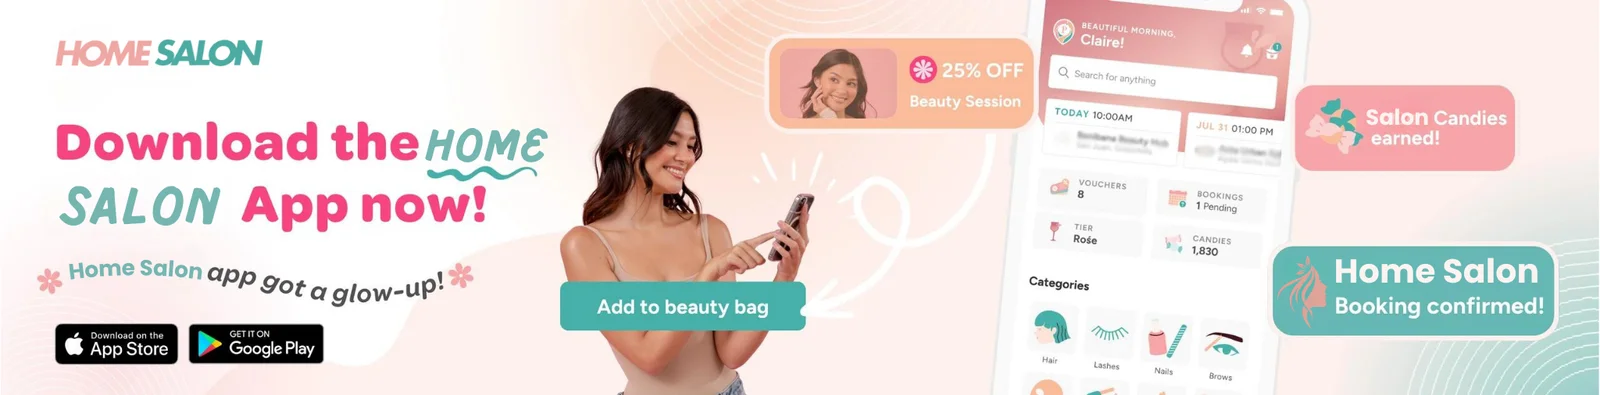 HOME SALON
Download the HOME
SALON App now!
Home Salon app got a glow-up!
Download on the
App Store
GET IT ON
Google Play
Add to beauty bag
25% OFF
Beauty Session
BEAUTIFUL MORNING,
Claire!
Search for anything
TODAY 10:00AM
JUL 31 01:00 PM
VOUCHERS
8
BOOKINGS
1 Pending
TIER
Rośe
CANDIES
1,830
Categories
Hair
Lashes
Nails
Brows
Salon Candies
earned!
Home Salon
Booking confirmed!